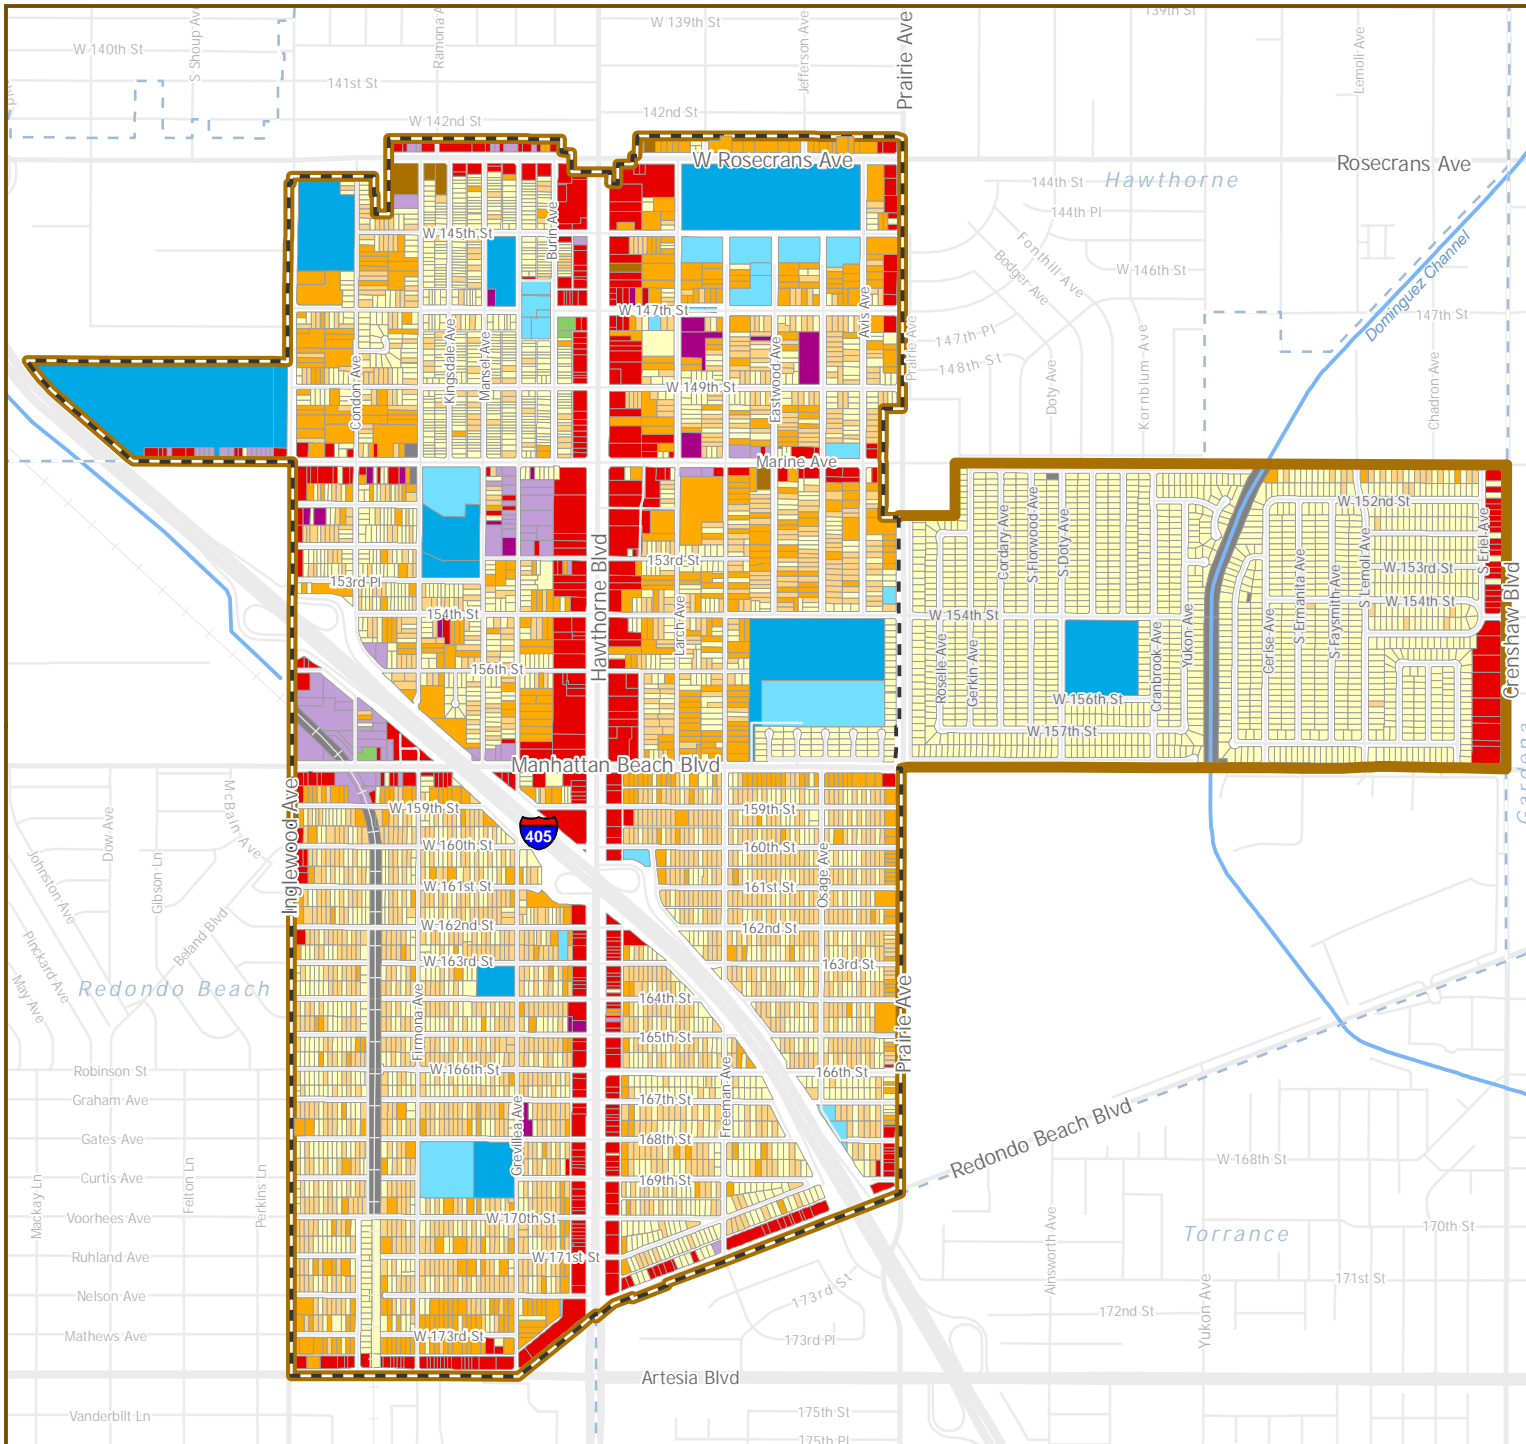 139th St
W 139th St
W 140th St
S Shoup Av
Ramona A
Jefferson Ave
Prairie Ave
Lemoli Ave
141st St
W 142nd St
142nd St
W Rosecrans Ave
Rosecrans Ave
144th St
Hawthorne
144th Pl
Fonthill Ave
Bodger Ave
W 146th St
Dominguez Channel
W 145th St
Burin Ave
W 147th St
Avis Ave
Prairie Ave
147th Pl
147th St
148th St
Kingsdale Ave
Mansel Ave
Condon Ave
Eastwood Ave
W 149th St
Doty Ave
Kornblum Ave
Chadron Ave
Marine Ave
W 152nd St
Cordary Ave
S Florwood Ave
S Doty Ave
S Eriel Ave
Hawthorne Blvd
153rd St
W 153rd St
153rd Pl
S Ermanita Ave
S Faysmith Ave
S Lemoli Ave
Crenshaw Blvd
154th St
W 154th St
W 154th St
Larch Ave
Roselle Ave
Gerkin Ave
Cranbrook Ave
Yukon Ave
Cerise Ave
156th St
W 156th St
W 157th St
Gardena
Manhattan Beach Blvd
Inglewood Ave
Dow Ave
McBain Ave
W 159th St
159th St
405
W 160th St
160th St
Johnston Ave
Gibson Ln
Osage Ave
W 161st St
161st St
Beland Blvd
W 162nd St
162nd St
Pinckard Ave
W 163rd St
163rd St
May Ave
Redondo Beach
Firmona Ave
164th St
Prairie Ave
165th St
Robinson St
W 166th St
166th St
Freeman Ave
Graham Ave
167th St
Grevillea Ave
Gates Ave
168th St
Redondo Beach Blvd
W 168th St
Curtis Ave
169th St
Mackay Ln
Felton Ln
Perkins Ln
Voorhees Ave
W 170th St
170th St
Ainsworth Ave
Torrance
Ruhland Ave
W 171st St
173rd St
171st St
Nelson Ave
172nd St
Yukon Ave
Mathews Ave
W 173rd St
173rd Pl
Artesia Blvd
Vanderbilt Ln
175th St
175th Pl